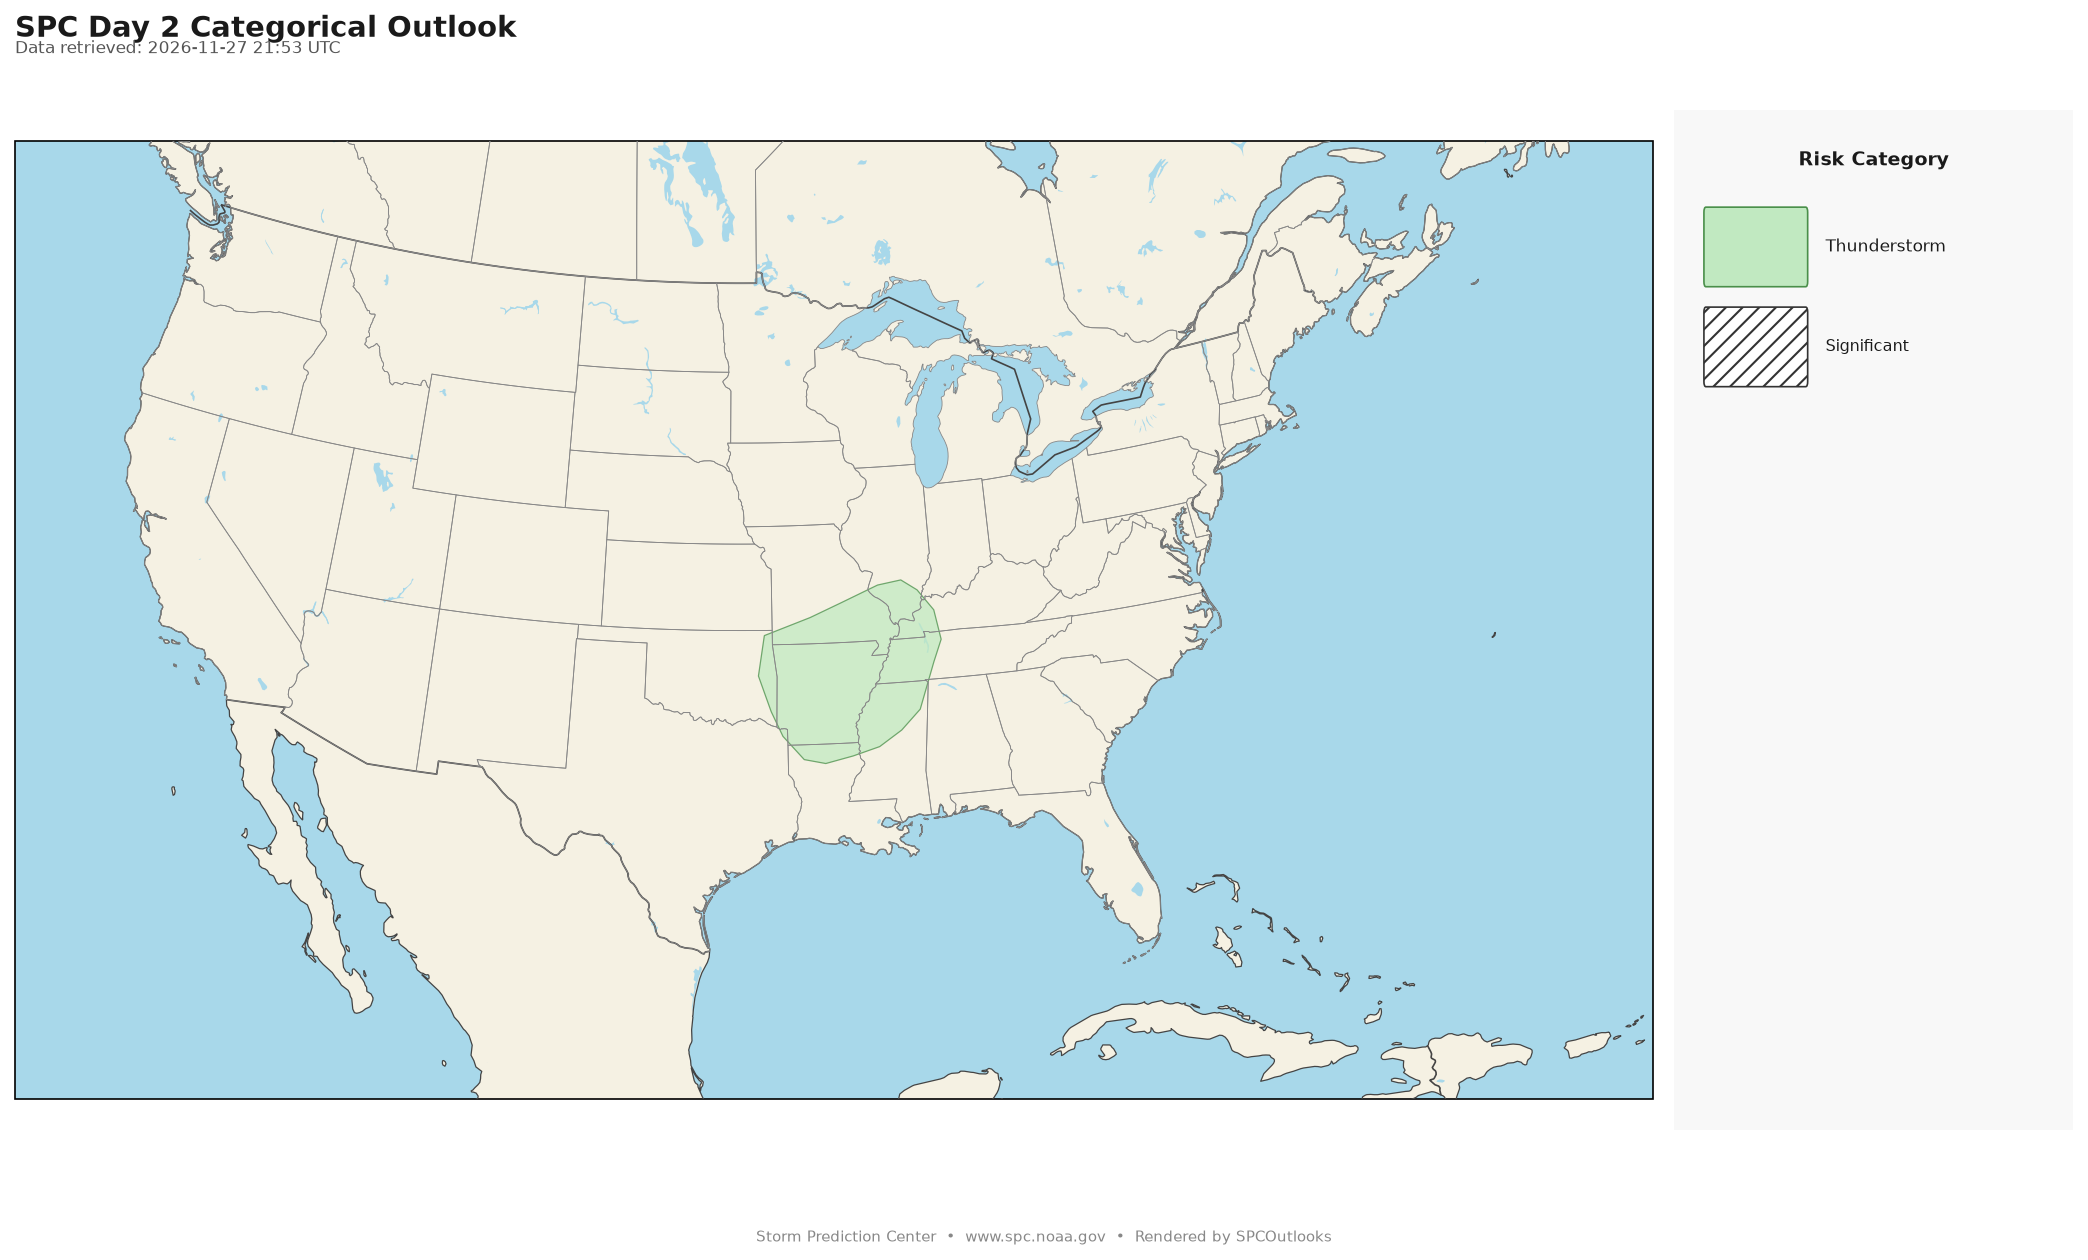 SPC Day 2 Categorical Outlook
Data retrieved: 2026-11-27 21:53 UTC
Risk Category
Thunderstorm
Significant
Storm Prediction Center • www.spc.noaa.gov • Rendered by SPCOutlooks